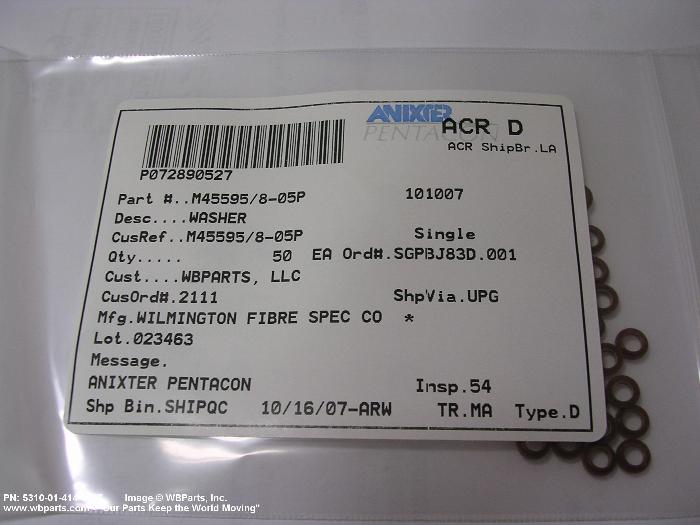 ANIXTER
PENTACON
ACR D
ACR ShipBr.LA
P072890527
Part #..M45595/8-05P 101007
Desc....WASHER
CusRef..M45595/8-05P Single
Qty..... 50 EA Ord#.SGPBJ83D.001
Cust....WBPARTS, LLC
CusOrd#.2111 ShpVia.UPG
Mfg.WILMINGTON FIBRE SPEC CO *
Lot.023463
Message.
ANIXTER PENTACON Insp.54
Shp Bin.SHIPQC 10/16/07-ARW TR.MA Type.D
PN: 5310-01-414- Image © WBParts, Inc.
www.wbparts.com - "Our Parts Keep the World Moving"